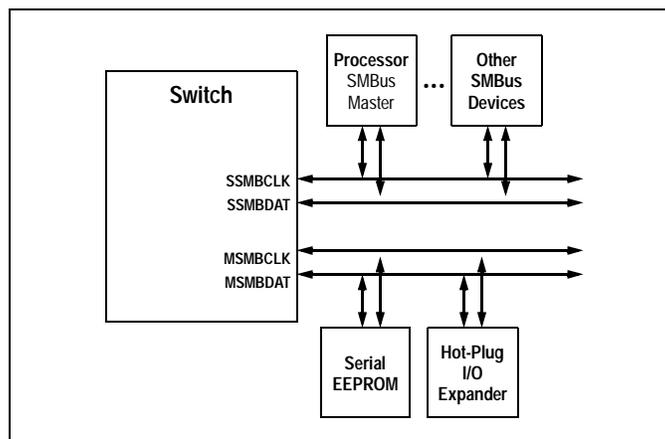 Processor
SMBus
Master
...
Other
SMBus
Devices
Switch
SSMBCLK
SSMBDAT
MSMBCLK
MSMBDAT
Serial
EEPROM
Hot-Plug
I/O
Expander